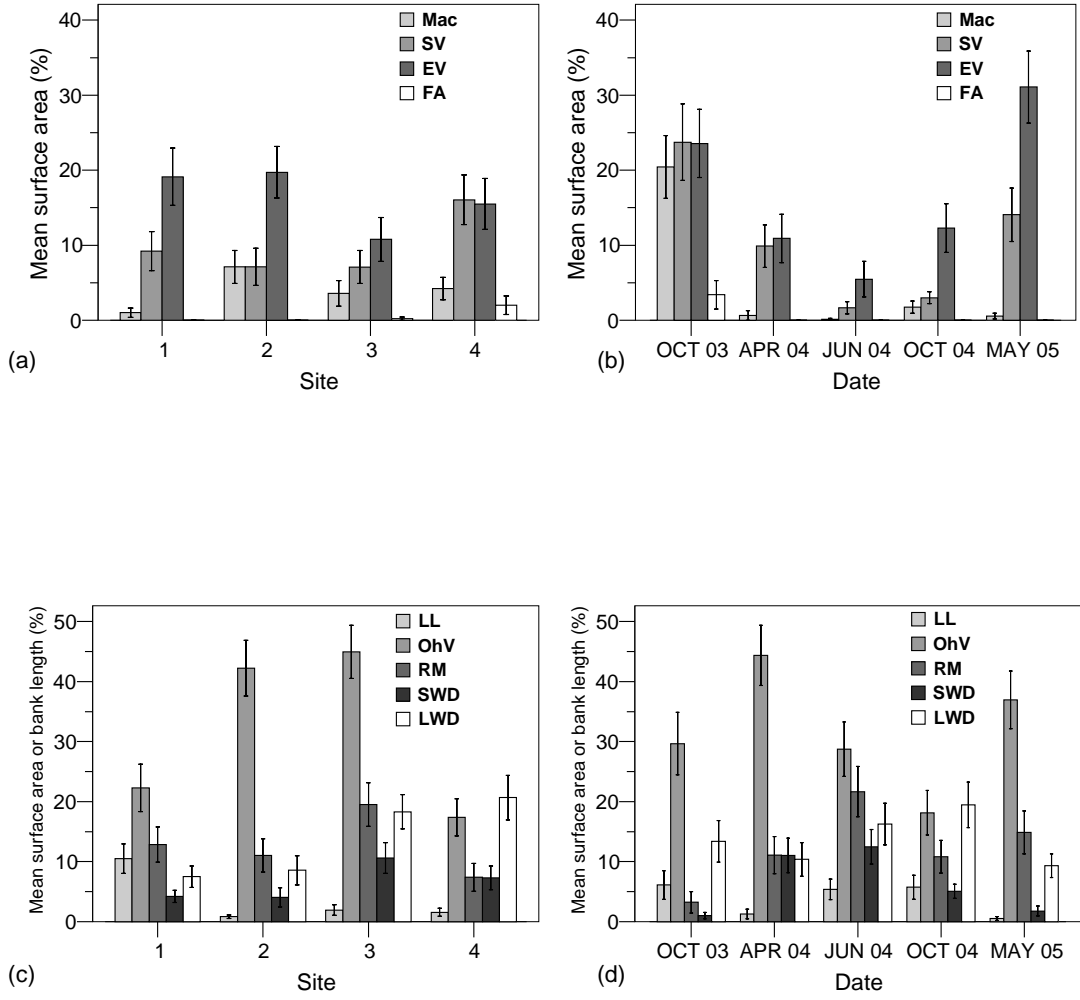 Mean surface area (%)
40
30
20
10
0
Mac
SV
EV
FA
1 2 3 4
Site
(a)
Mean surface area (%)
40
30
20
10
0
Mac
SV
EV
FA
OCT 03 APR 04 JUN 04 OCT 04 MAY 05
Date
(b)
Mean surface area or bank length (%)
50
40
30
20
10
0
LL
OhV
RM
SWD
LWD
1 2 3 4
Site
(c)
Mean surface area or bank length (%)
50
40
30
20
10
0
LL
OhV
RM
SWD
LWD
OCT 03 APR 04 JUN 04 OCT 04 MAY 05
Date
(d)